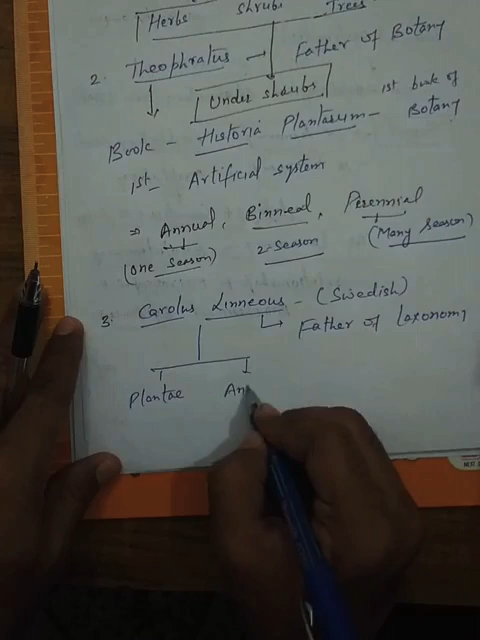 Herbs shrubs Trees
2. Theophratus → Father of Botany
Under shrubs
Book - Historia Plantarum - 1st book of Botany
1st Artificial system
⇒ Annual, Binneal, Perennial
(One Season) 2-Season (Many Season)
3. Carolus Linneous - (Swedish)
Father of Taxonomy
Plantae An